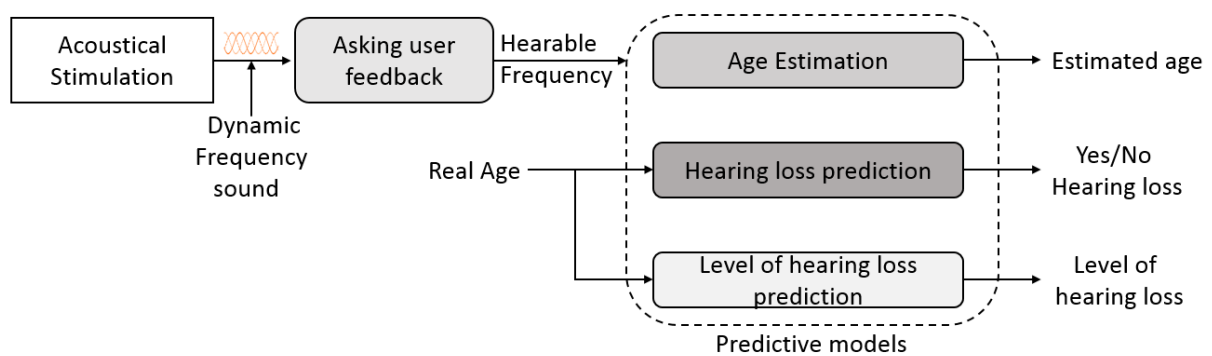 Acoustical
Stimulation
Dynamic
Frequency
sound
Asking user
feedback
Hearable
Frequency
Age Estimation
Estimated age
Real Age
Hearing loss prediction
Yes/No
Hearing loss
Level of hearing loss
prediction
Level of
hearing loss
Predictive models